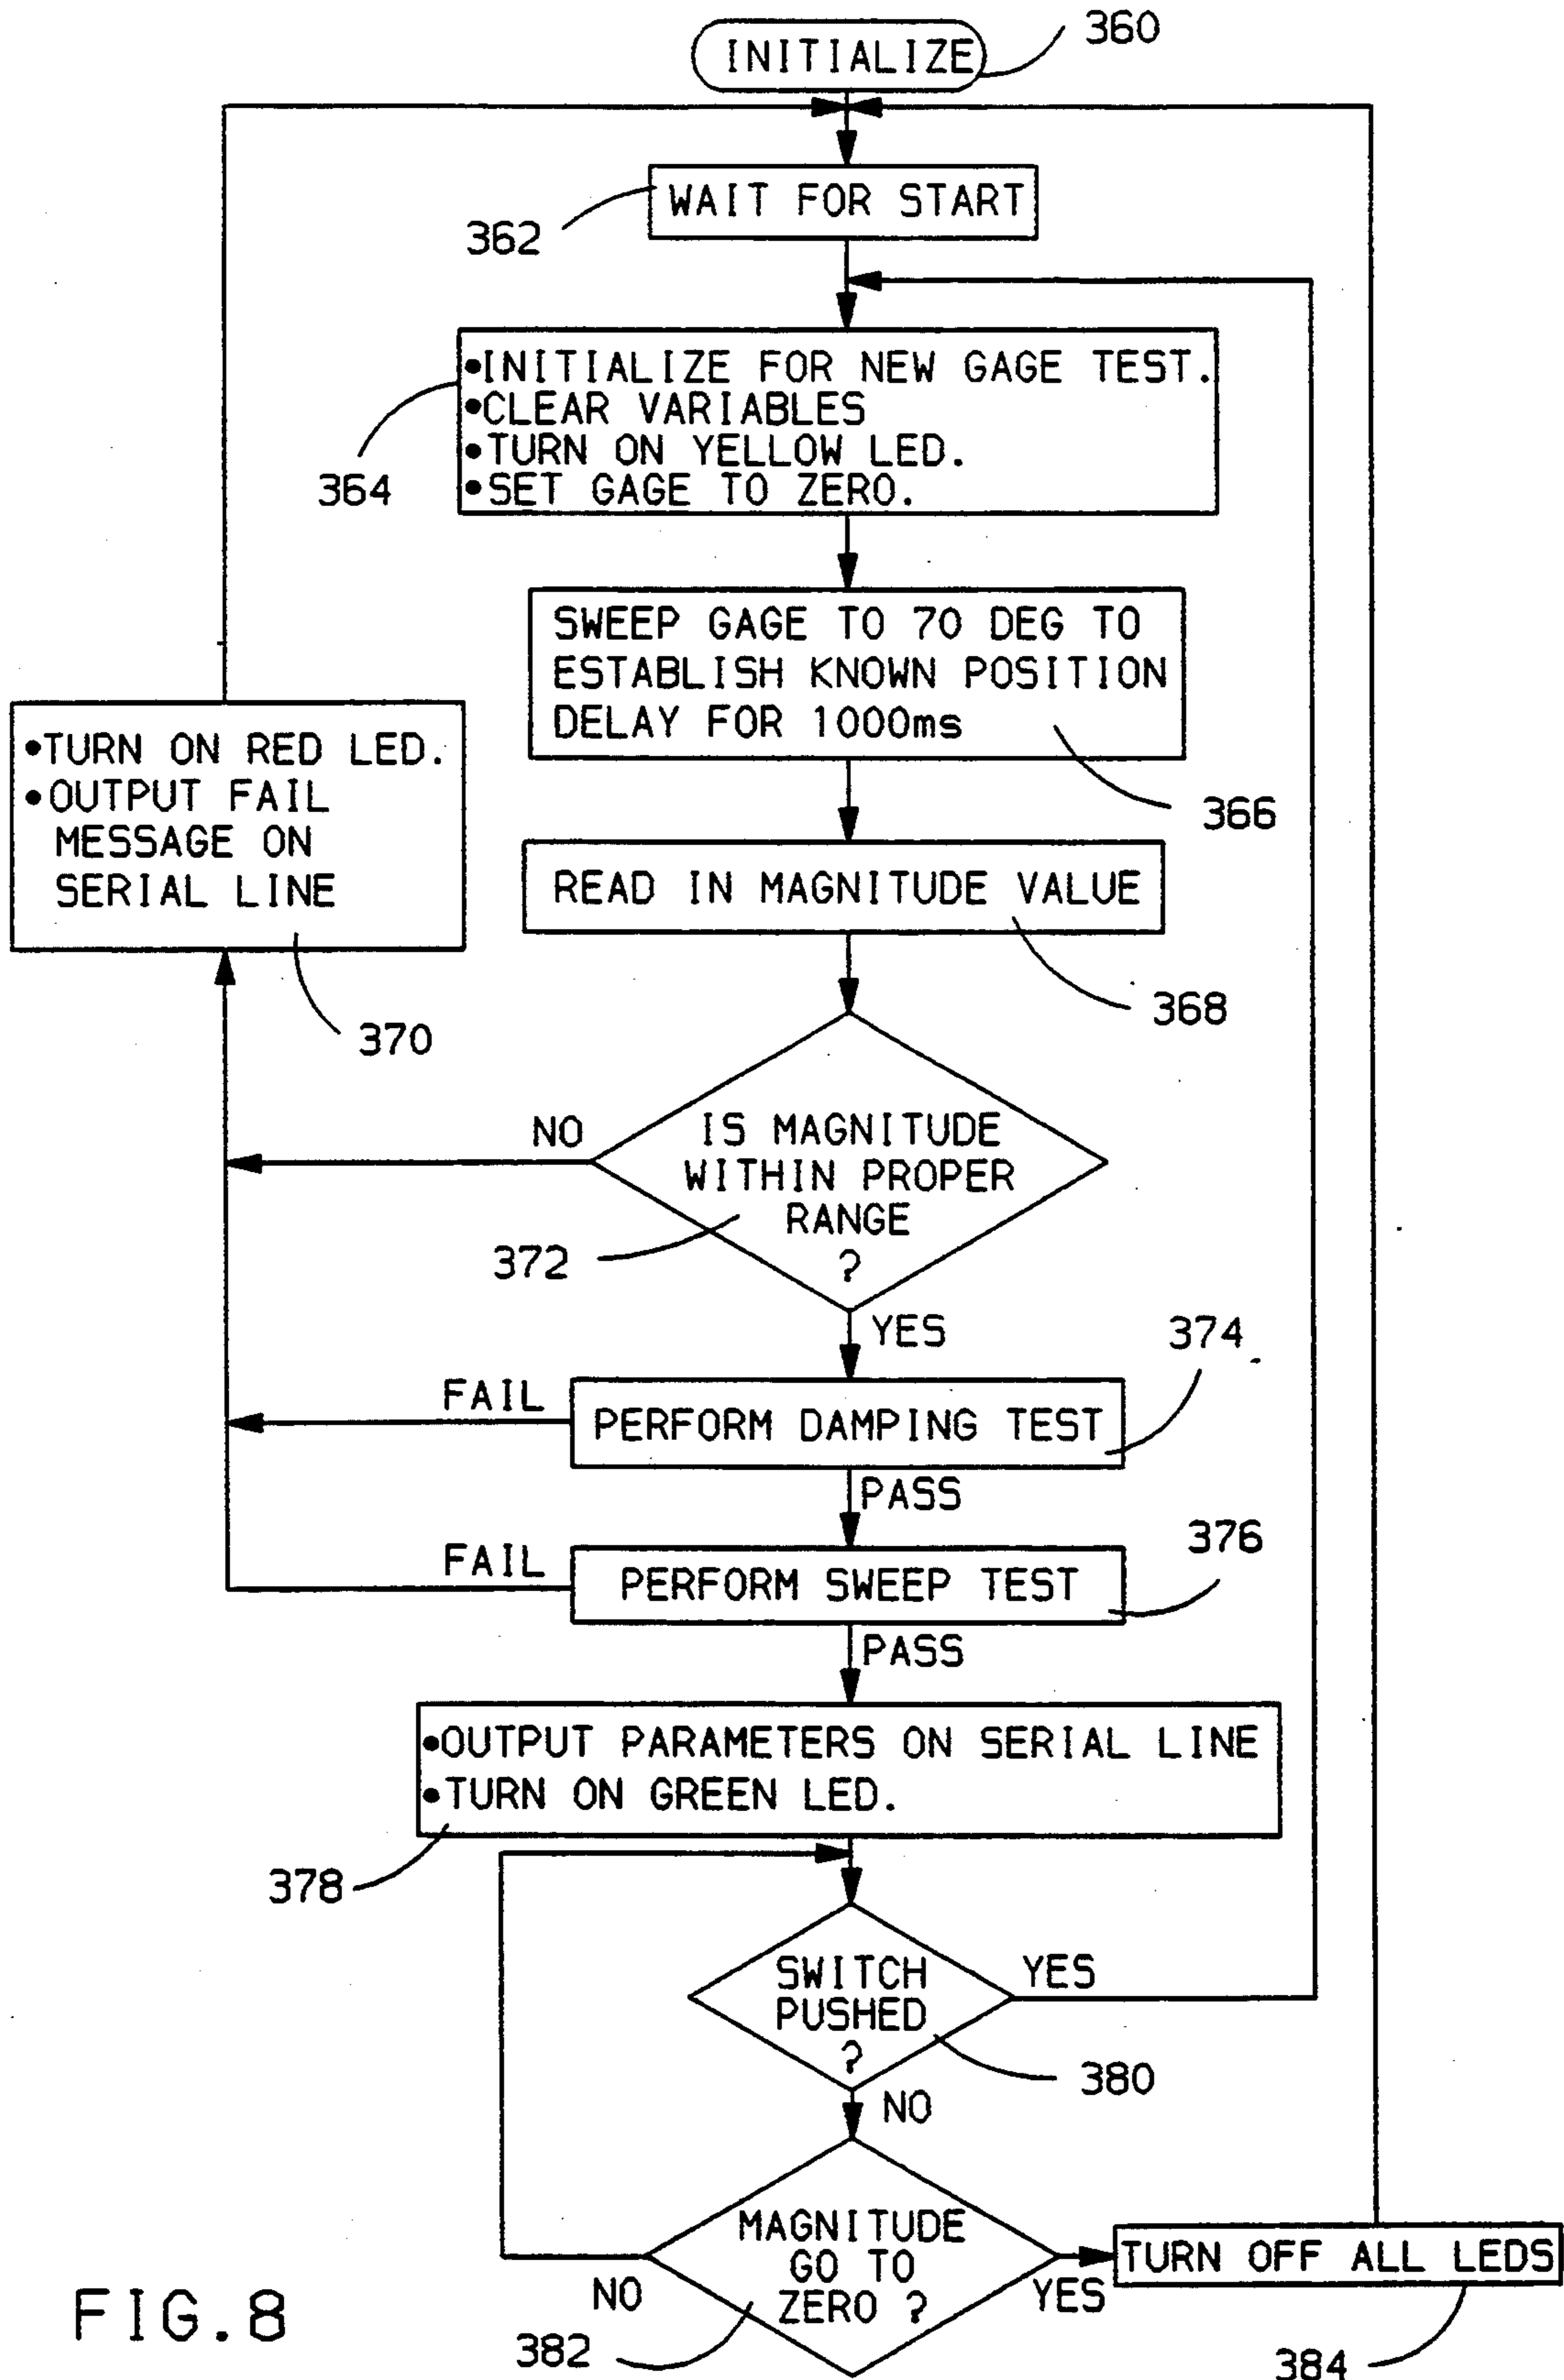 INITIALIZE
360
WAIT FOR START
362
•INITIALIZE FOR NEW GAGE TEST.
•CLEAR VARIABLES
•TURN ON YELLOW LED.
•SET GAGE TO ZERO.
364
SWEEP GAGE TO 70 DEG TO
ESTABLISH KNOWN POSITION
DELAY FOR 1000ms
366
•TURN ON RED LED.
•OUTPUT FAIL
MESSAGE ON
SERIAL LINE
370
READ IN MAGNITUDE VALUE
368
NO
IS MAGNITUDE
WITHIN PROPER
RANGE
?
372
YES
374
FAIL
PERFORM DAMPING TEST
PASS
376
FAIL
PERFORM SWEEP TEST
PASS
•OUTPUT PARAMETERS ON SERIAL LINE
•TURN ON GREEN LED.
378
SWITCH
PUSHED
?
YES
380
NO
MAGNITUDE
GO TO
ZERO ?
NO
YES
382
TURN OFF ALL LEDS
384
FIG.8